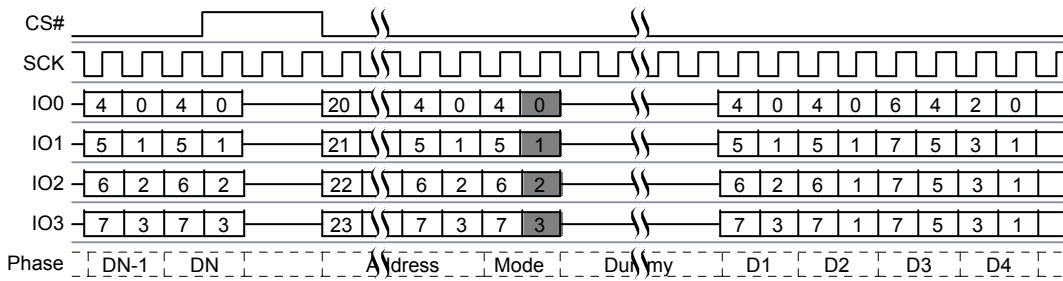 CS#
SCK
IO0 4 0 4 0 20 4 0 4 0 4 0 4 0 6 4 2 0
IO1 5 1 5 1 21 5 1 5 1 5 1 5 1 7 5 3 1
IO2 6 2 6 2 22 6 2 6 2 6 2 6 1 7 5 3 1
IO3 7 3 7 3 23 7 3 7 3 7 3 7 1 7 5 3 1
Phase DN-1 DN Address Mode Dummy D1 D2 D3 D4